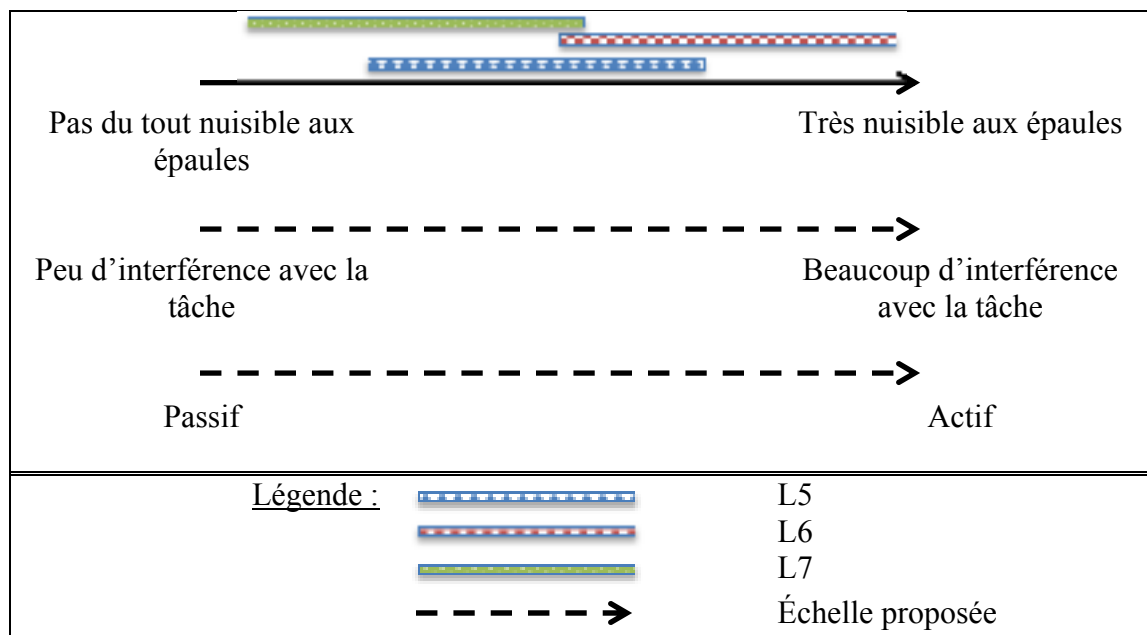 Pas du tout nuisible aux
épaules
Très nuisible aux épaules
Peu d'interférence avec la
tâche
Beaucoup d'interférence
avec la tâche
Passif
Actif
Légende :
L5
L6
L7
Échelle proposée